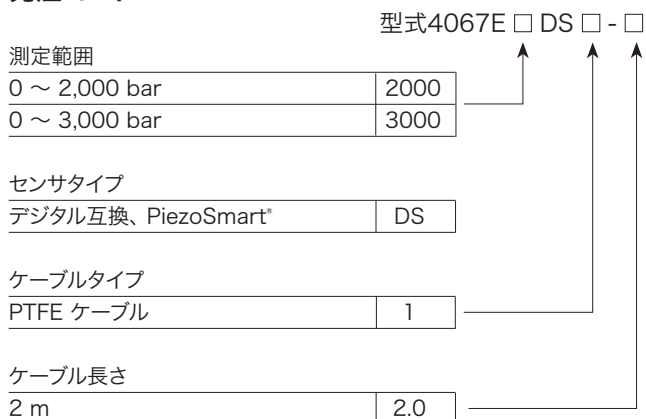 型式4067E □ DS □ - □
測定範囲
0 ～ 2,000 bar 2000
0 ～ 3,000 bar 3000
センサタイプ
デジタル互換、PiezoSmart® DS
ケーブルタイプ
PTFE ケーブル 1
ケーブル長さ
2 m 2.0